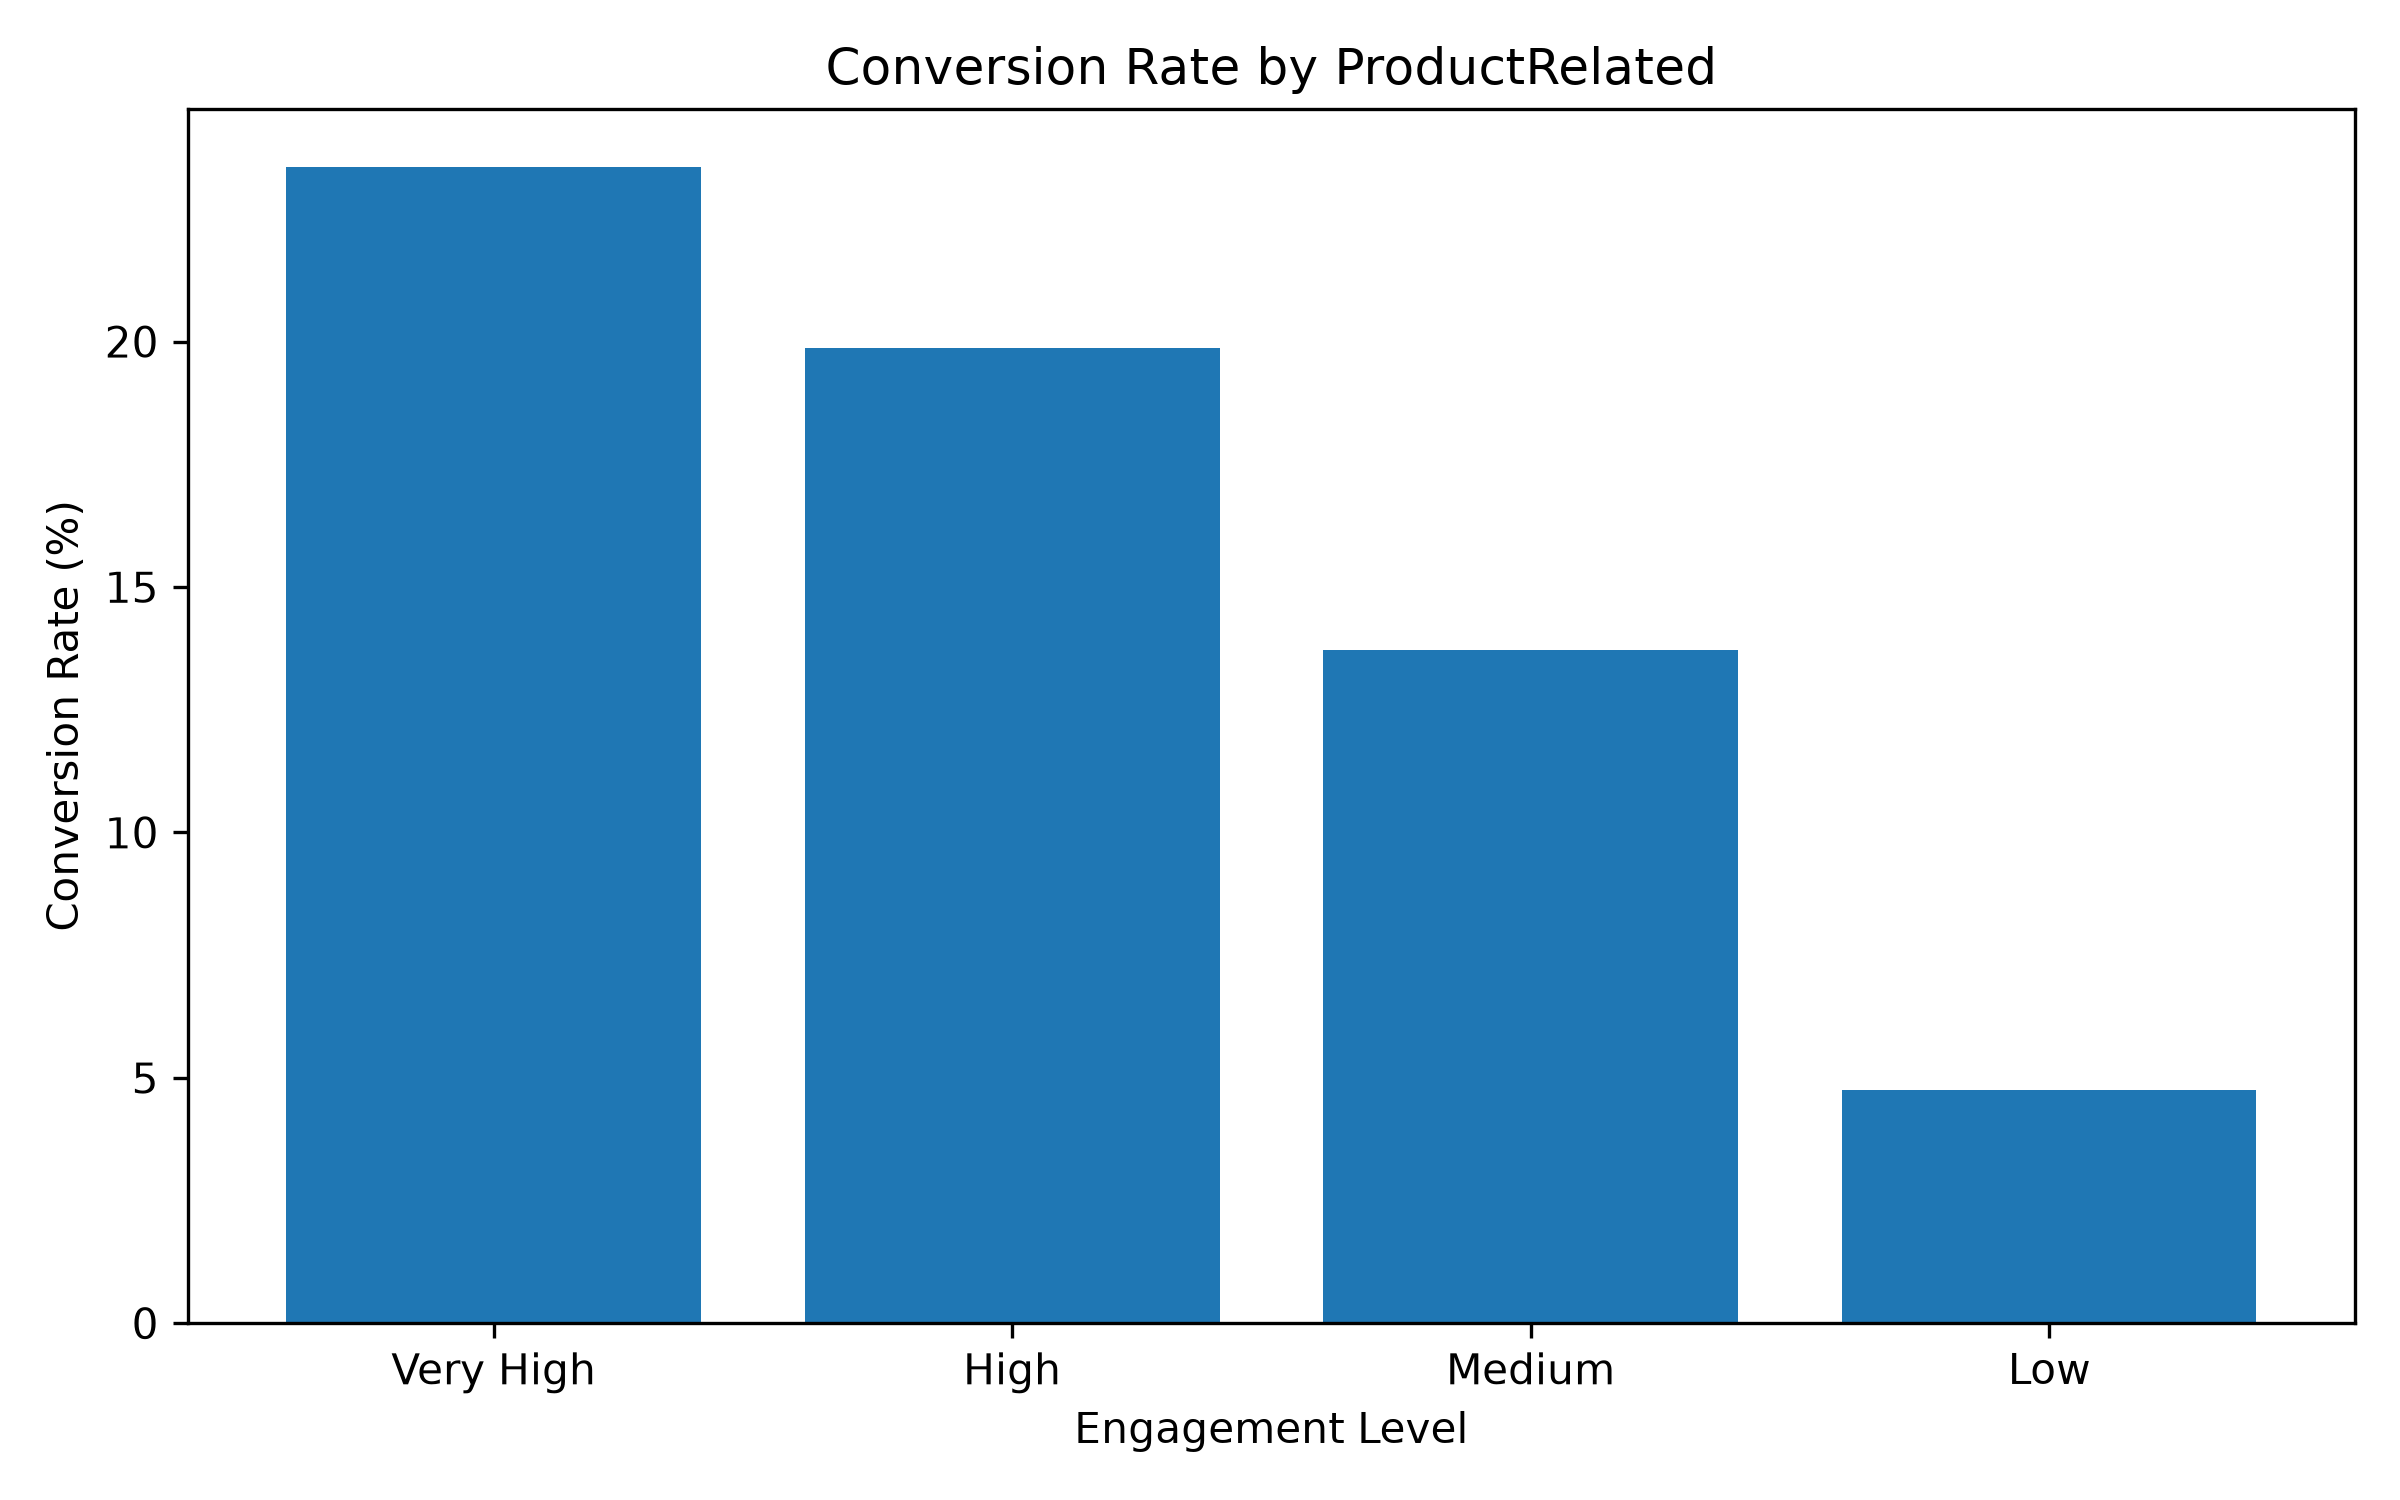 Conversion Rate by ProductRelated
Conversion Rate (%)
20
15
10
5
0
Very High High Medium Low
Engagement Level